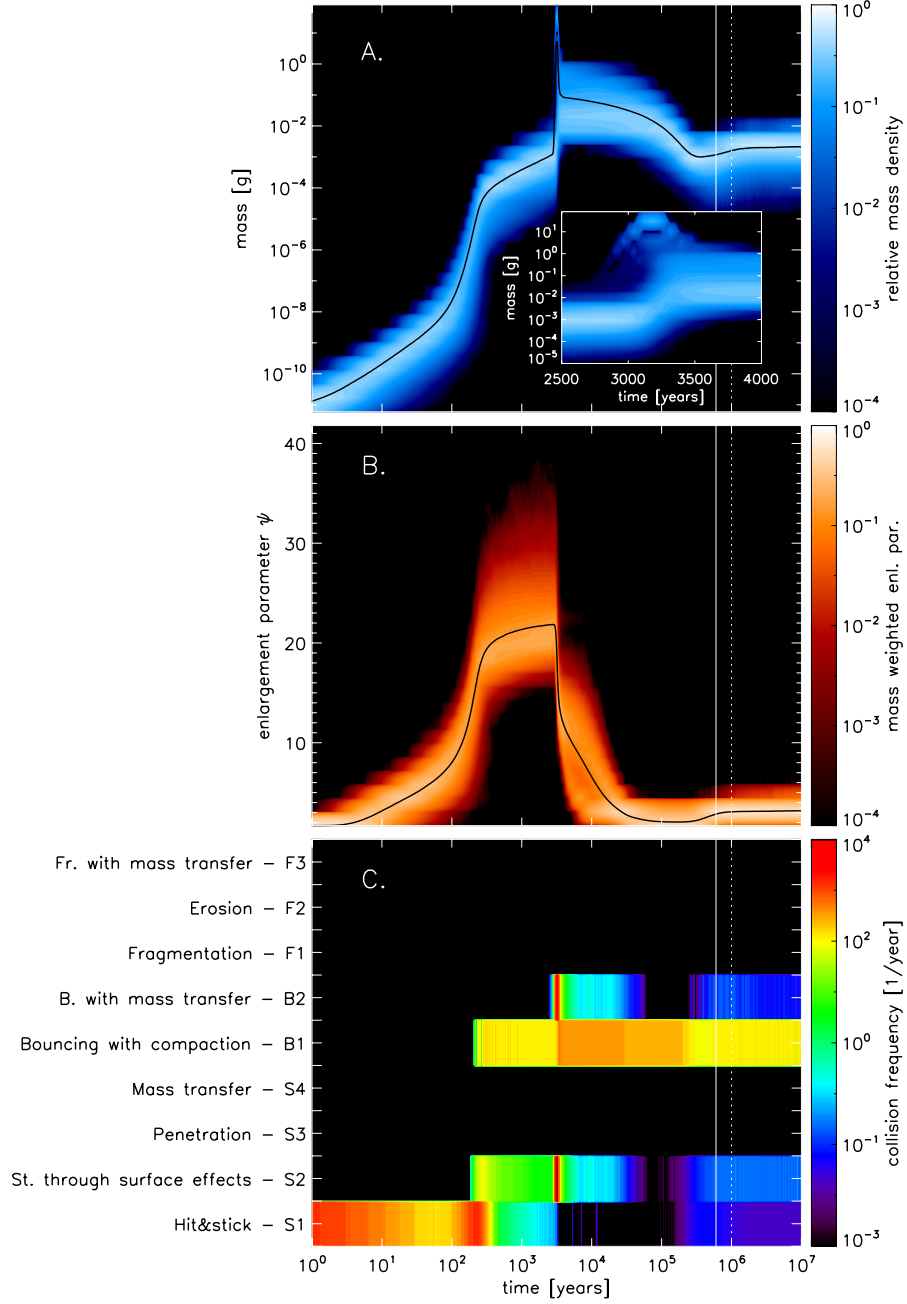 A.
mass [g]
10^0
10^-2
10^-4
10^-6
10^-8
10^-10
mass [g]
10^1
10^0
10^-1
10^-2
10^-3
10^-4
10^-5
2500 3000 3500 4000
time [years]
10^0
10^-1
10^-2
10^-3
10^-4
relative mass density
B.
enlargement parameter ψ
40
30
20
10
10^0
10^-1
10^-2
10^-3
10^-4
mass weighted enl. par.
C.
Fr. with mass transfer – F3
Erosion – F2
Fragmentation – F1
B. with mass transfer – B2
Bouncing with compaction – B1
Mass transfer – S4
Penetration – S3
St. through surface effects – S2
Hit&stick – S1
10^0 10^1 10^2 10^3 10^4 10^5 10^6 10^7
time [years]
10^4
10^2
10^0
10^-1
10^-3
collision frequency [1/year]